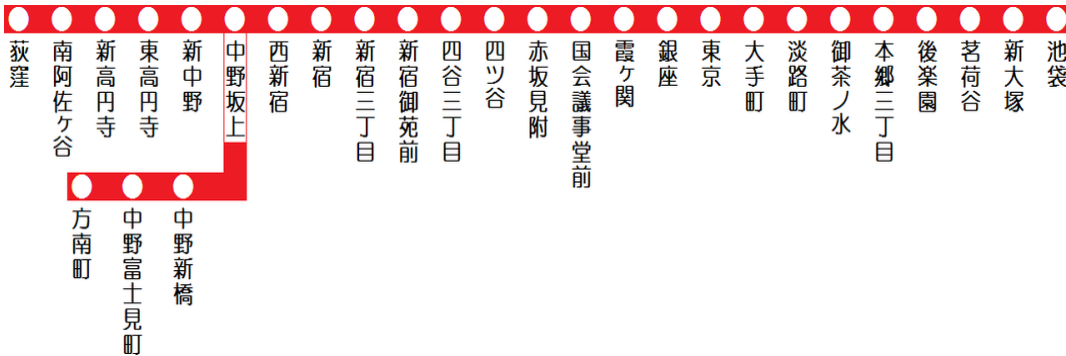 荻窪
南阿佐ヶ谷
新高円寺
東高円寺
新中野
中野坂上
西新宿
新宿
新宿三丁目
新宿御苑前
四谷三丁目
四ツ谷
赤坂見附
国会議事堂前
霞ヶ関
銀座
東京
大手町
淡路町
御茶ノ水
本郷三丁目
後楽園
茗荷谷
新大塚
池袋
方南町
中野富士見町
中野新橋